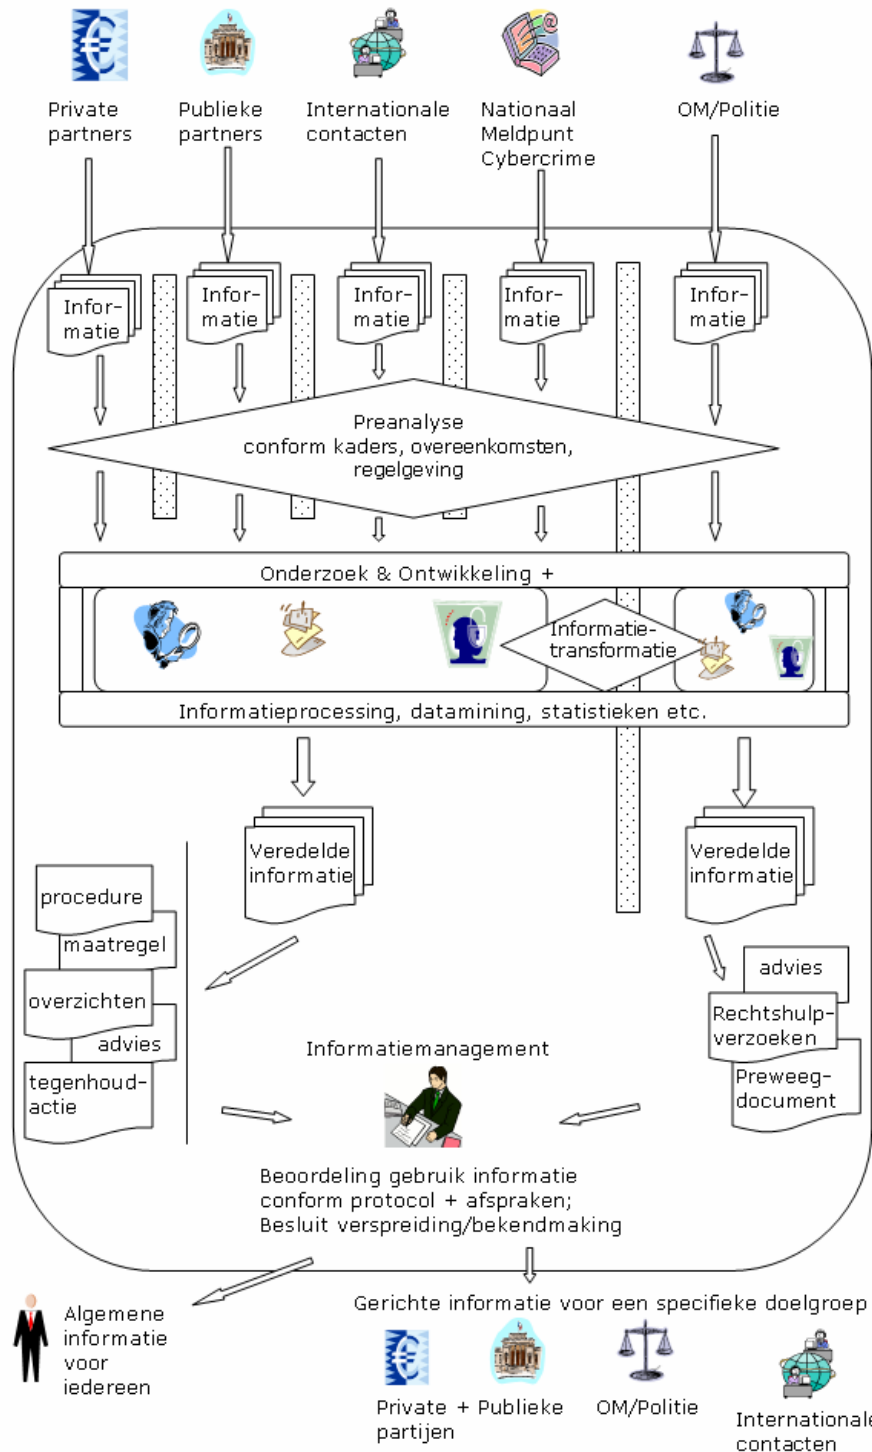 Private
partners
Publieke
partners
Internationale
contacten
Nationaal
Meldpunt
Cybercrime
OM/Politie
Infor-
matie
Infor-
matie
Infor-
matie
Infor-
matie
Infor-
matie
Preanalyse
conform kaders, overeenkomsten,
regelgeving
Onderzoek & Ontwikkeling +
Informatie-
transformatie
Informatieprocessing, datamining, statistieken etc.
Veredelde
informatie
Veredelde
informatie
procedure
maatregel
overzichten
advies
tegenhoud-
actie
advies
Rechtshulp-
verzoeken
Preweeg-
document
Informatiemanagement
Beoordeling gebruik informatie
conform protocol + afspraken;
Besluit verspreiding/bekendmaking
Algemene
informatie
voor
iedereen
Gerichte informatie voor een specifieke doelgroep
Private + Publieke
partijen
OM/Politie
Internationale
contacten